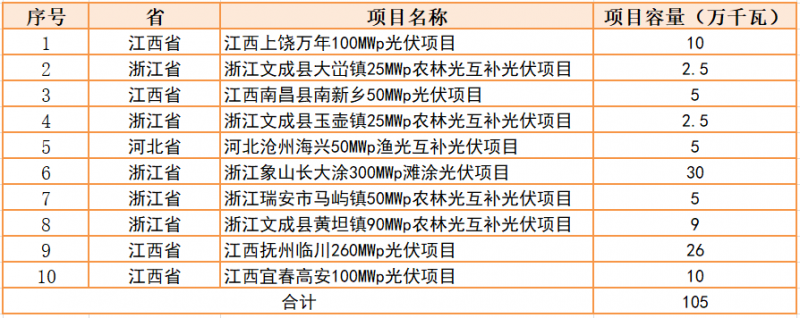 序号 省 项目名称 项目容量（万千瓦）
1 江西省 江西上饶万年100MWp光伏项目 10
2 浙江省 浙江文成县大峃镇25MWp农林光互补光伏项目 2.5
3 江西省 江西南昌县南新乡50MWp光伏项目 5
4 浙江省 浙江文成县玉壶镇25MWp农林光互补光伏项目 2.5
5 河北省 河北沧州海兴50MWp渔光互补光伏项目 5
6 浙江省 浙江象山长大涂300MWp滩涂光伏项目 30
7 浙江省 浙江瑞安市马屿镇50MWp农林光互补光伏项目 5
8 浙江省 浙江文成县黄坦镇90MWp农林光互补光伏项目 9
9 江西省 江西抚州临川260MWp光伏项目 26
10 江西省 江西宜春高安100MWp光伏项目 10
合计 105